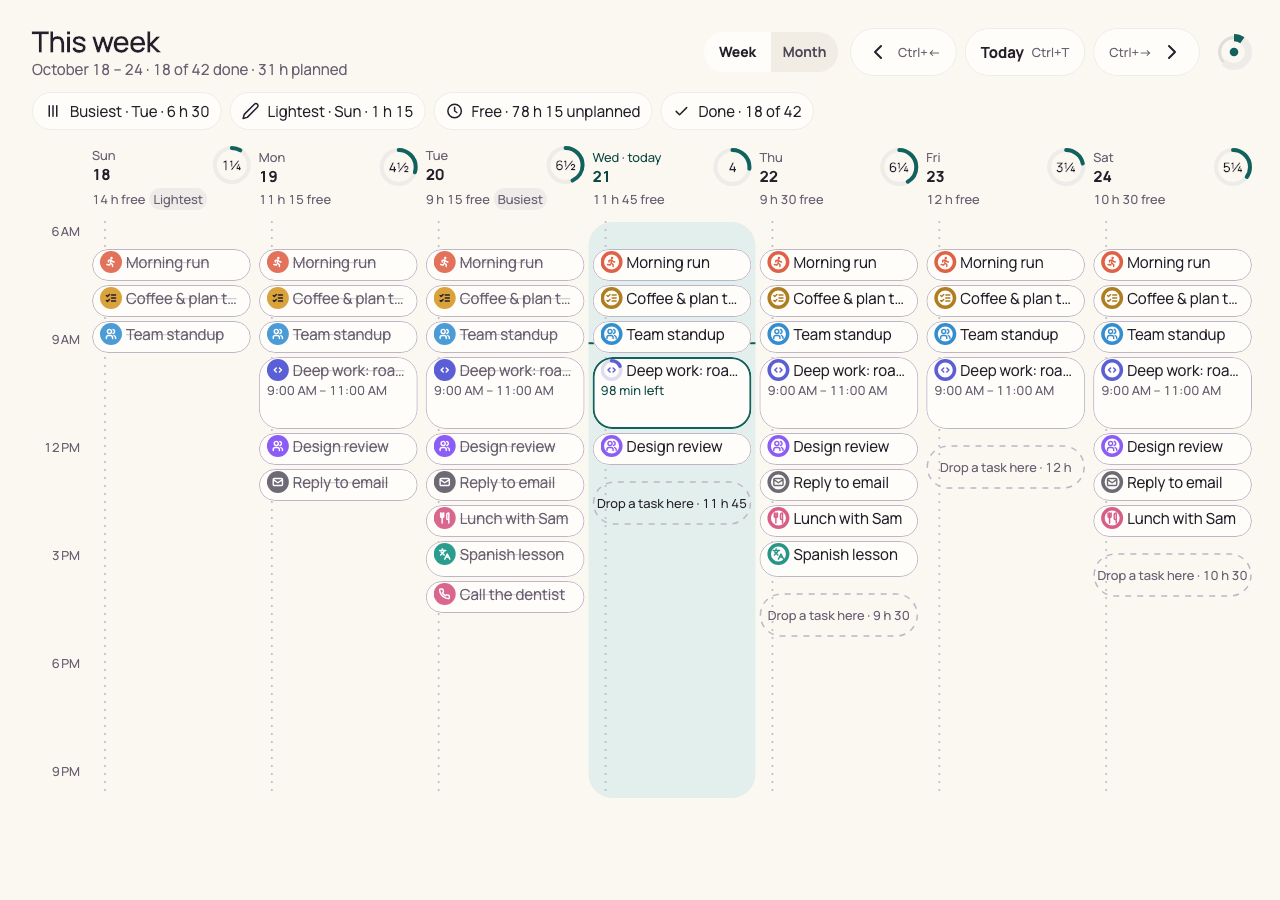 This week
October 18 – 24 · 18 of 42 done · 31 h planned
Week Month Ctrl+← Today Ctrl+T Ctrl+→
Busiest · Tue · 6 h 30 Lightest · Sun · 1 h 15 Free · 78 h 15 unplanned Done · 18 of 42
Sun
18
1¼
14 h free Lightest
Mon
19
4½
11 h 15 free
Tue
20
6½
9 h 15 free Busiest
Wed · today
21
4
11 h 45 free
Thu
22
6¼
9 h 30 free
Fri
23
3¼
12 h free
Sat
24
5¼
10 h 30 free
6 AM
9 AM
12 PM
3 PM
6 PM
9 PM
Morning run
Coffee & plan t…
Team standup
Morning run
Coffee & plan t…
Team standup
Deep work: roa…
9:00 AM – 11:00 AM
Design review
Reply to email
Morning run
Coffee & plan t…
Team standup
Deep work: roa…
9:00 AM – 11:00 AM
Design review
Reply to email
Lunch with Sam
Spanish lesson
Call the dentist
Morning run
Coffee & plan t…
Team standup
Deep work: roa…
98 min left
Design review
Drop a task here · 11 h 45
Morning run
Coffee & plan t…
Team standup
Deep work: roa…
9:00 AM – 11:00 AM
Design review
Reply to email
Lunch with Sam
Spanish lesson
Drop a task here · 9 h 30
Morning run
Coffee & plan t…
Team standup
Deep work: roa…
9:00 AM – 11:00 AM
Drop a task here · 12 h
Morning run
Coffee & plan t…
Team standup
Deep work: roa…
9:00 AM – 11:00 AM
Design review
Reply to email
Lunch with Sam
Drop a task here · 10 h 30